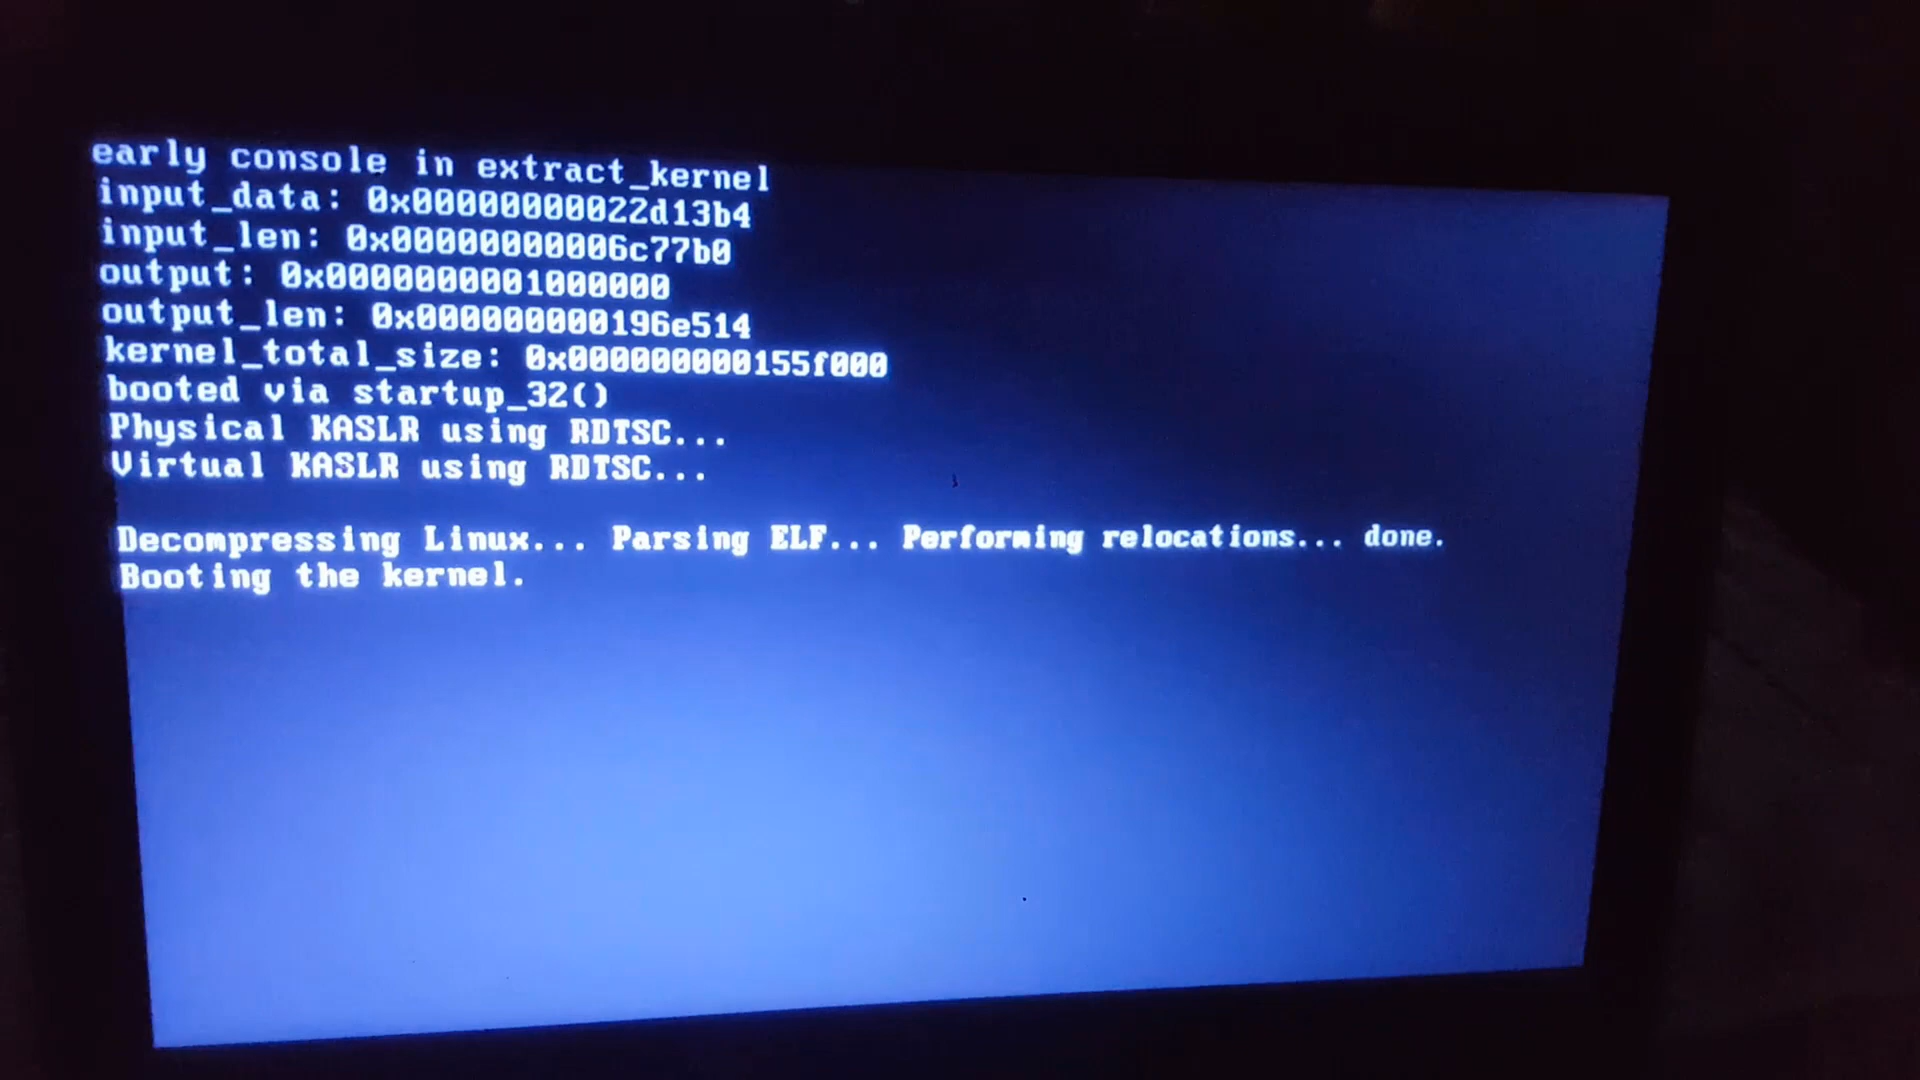 early console in extract_kernel
input_data: 0x00000000022d13b4
input_len: 0x00000000006c77b0
output: 0x0000000001000000
output_len: 0x000000000196e514
kernel_total_size: 0x000000000155f000
booted via startup_32()
Physical KASLR using RDTSC...
Virtual KASLR using RDTSC...
Decompressing Linux... Parsing ELF... Performing relocations... done.
Booting the kernel.